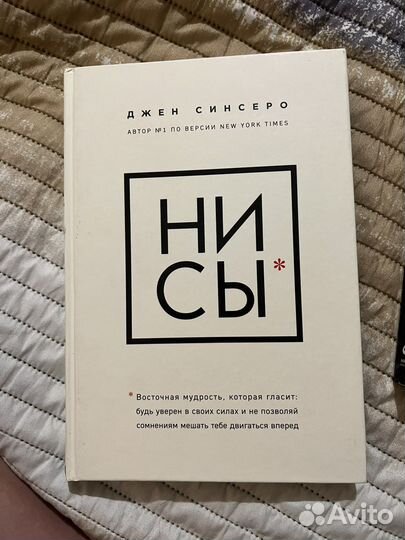 ДЖЕН СИНСЕРО
АВТОР №1 ПО ВЕРСИИ NEW YORK TIMES
НИ
СЫ*
* Восточная мудрость, которая гласит:
будь уверен в своих силах и не позволяй
сомнениям мешать тебе двигаться вперед
Avito